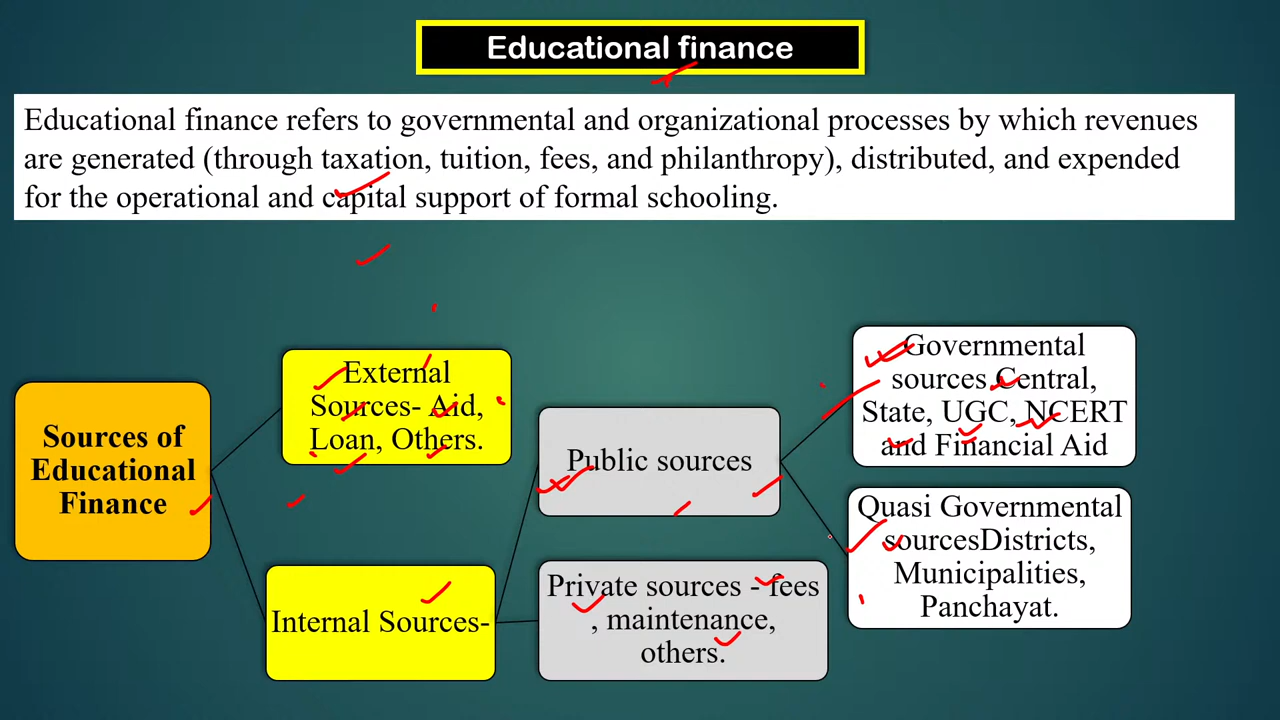 Educational finance
Educational finance refers to governmental and organizational processes by which revenues
are generated (through taxation, tuition, fees, and philanthropy), distributed, and expended
for the operational and capital support of formal schooling.
Sources of
Educational
Finance
External
Sources- Aid,
Loan, Others.
Internal Sources-
Public sources
Private sources - fees
, maintenance,
others.
Governmental
sources Central,
State, UGC, NCERT
and Financial Aid
Quasi Governmental
sourcesDistricts,
Municipalities,
Panchayat.